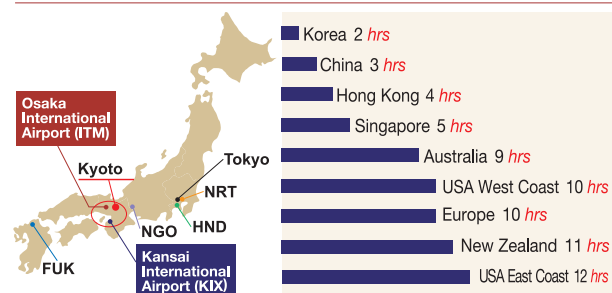 Osaka
International
Airport (ITM)
Kyoto
Tokyo
NRT
HND
NGO
FUK
Kansai
International
Airport (KIX)
Korea 2 hrs
China 3 hrs
Hong Kong 4 hrs
Singapore 5 hrs
Australia 9 hrs
USA West Coast 10 hrs
Europe 10 hrs
New Zealand 11 hrs
USA East Coast 12 hrs